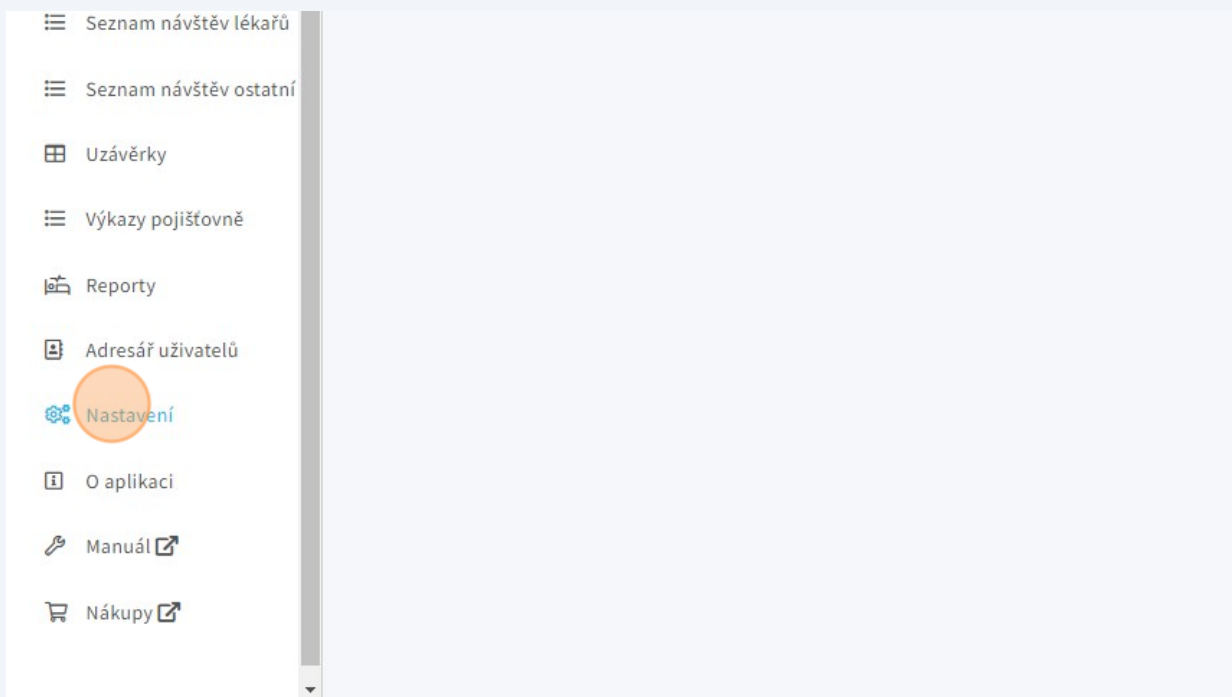 Seznam návštěv lékařů
Seznam návštěv ostatní
Uzávěrky
Výkazy pojišťovně
Reporty
Adresář uživatelů
Nastavení
O aplikaci
Manuál
Nákupy